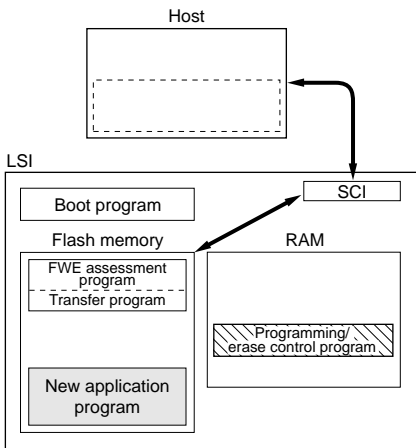 Host
LSI
SCI
Boot program
Flash memory
RAM
FWE assessment
program
Transfer program
Programming/
erase control program
New application
program